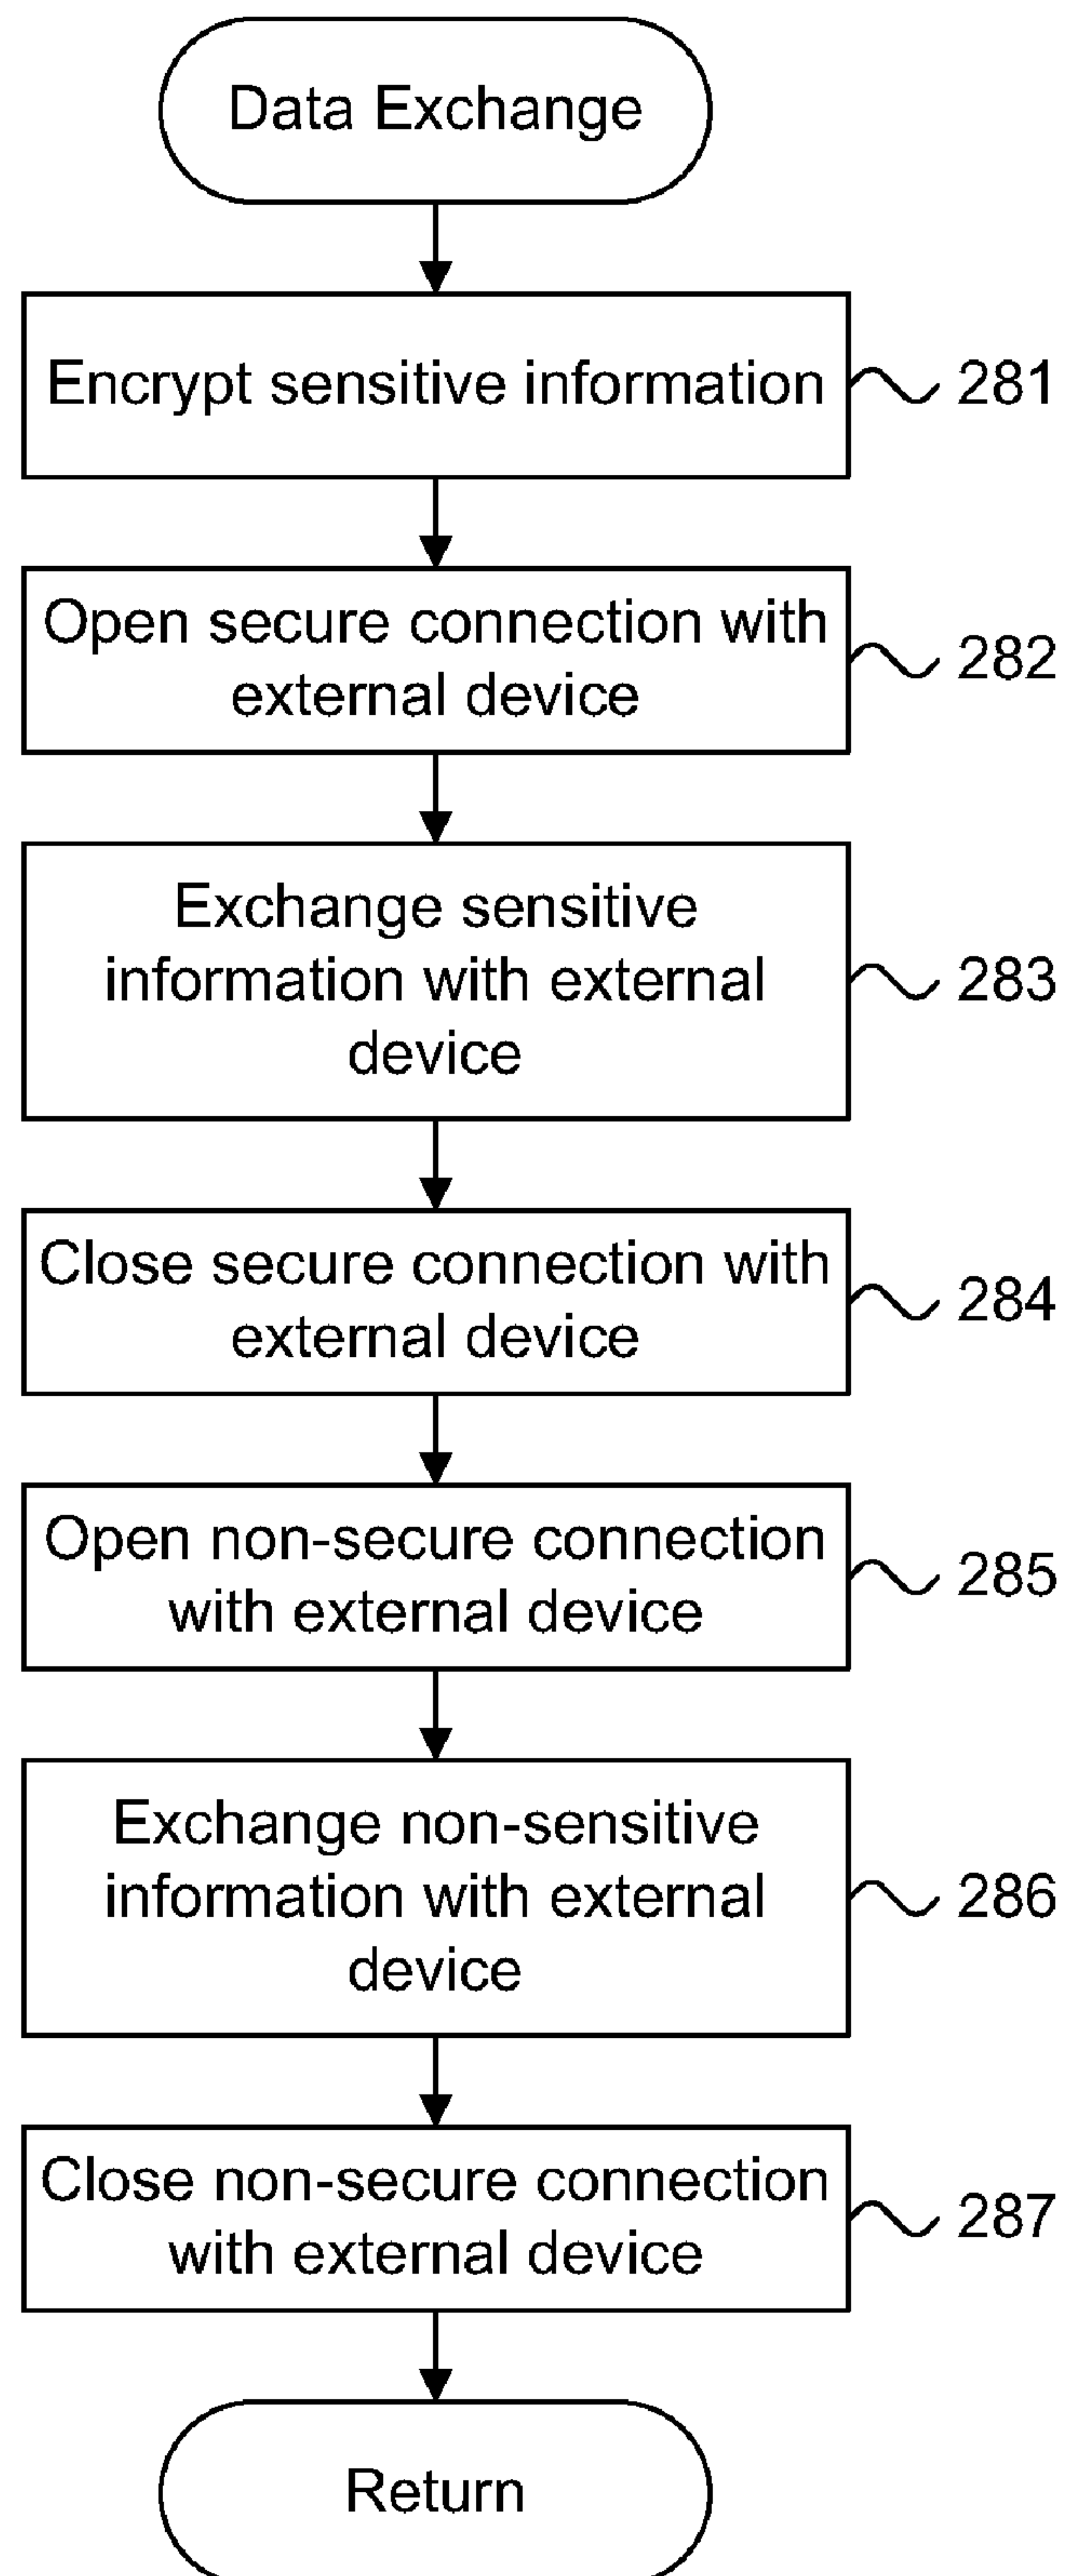 Data Exchange
Encrypt sensitive information
281
Open secure connection with
external device
282
Exchange sensitive
information with external
device
283
Close secure connection with
external device
284
Open non-secure connection
with external device
285
Exchange non-sensitive
information with external
device
286
Close non-secure connection
with external device
287
Return